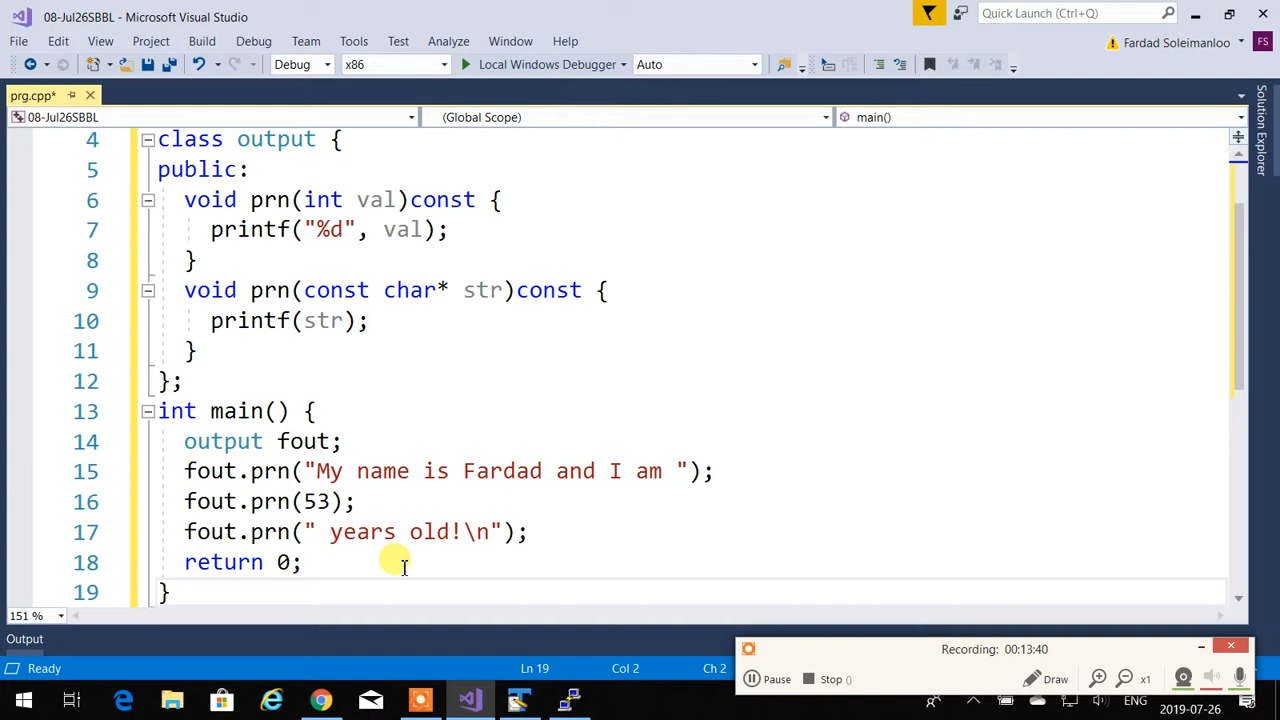 08-Jul26SBBL - Microsoft Visual Studio
Quick Launch (Ctrl+Q)
File Edit View Project Build Debug Team Tools Test Analyze Window Help
Fardad Soleimanloo FS
Debug x86 Local Windows Debugger Auto
prg.cpp*
08-Jul26SBBL (Global Scope) main()
Solution Explorer
4 class output {
5 public:
6 void prn(int val)const {
7 printf("%d", val);
8 }
9 void prn(const char* str)const {
10 printf(str);
11 }
12 };
13 int main() {
14 output fout;
15 fout.prn("My name is Fardad and I am ");
16 fout.prn(53);
17 fout.prn(" years old!\n");
18 return 0;
19 }
151 %
Output
Recording: 00:13:40
Ready Ln 19 Col 2 Ch 2
Pause Stop () Draw x1
ENG
2019-07-26